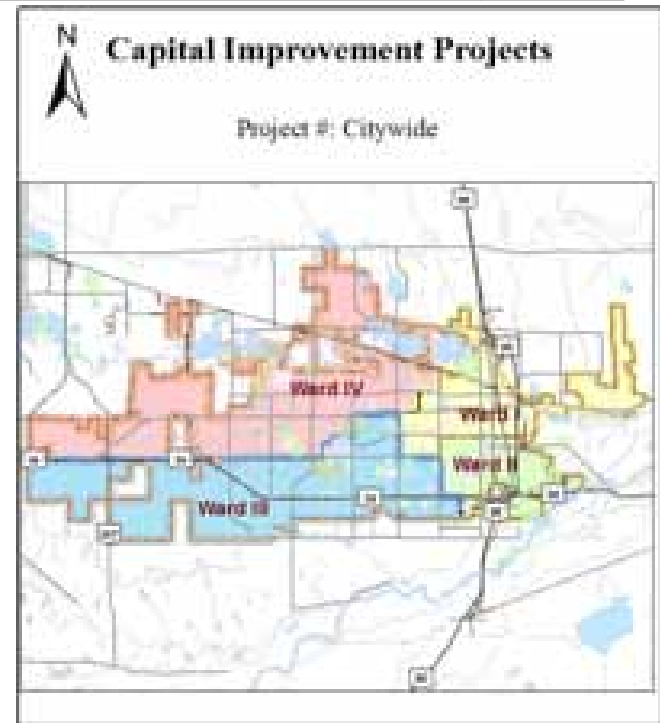 N
Capital Improvement Projects
Project #: Citywide
Ward IV
Ward I
Ward II
Ward III